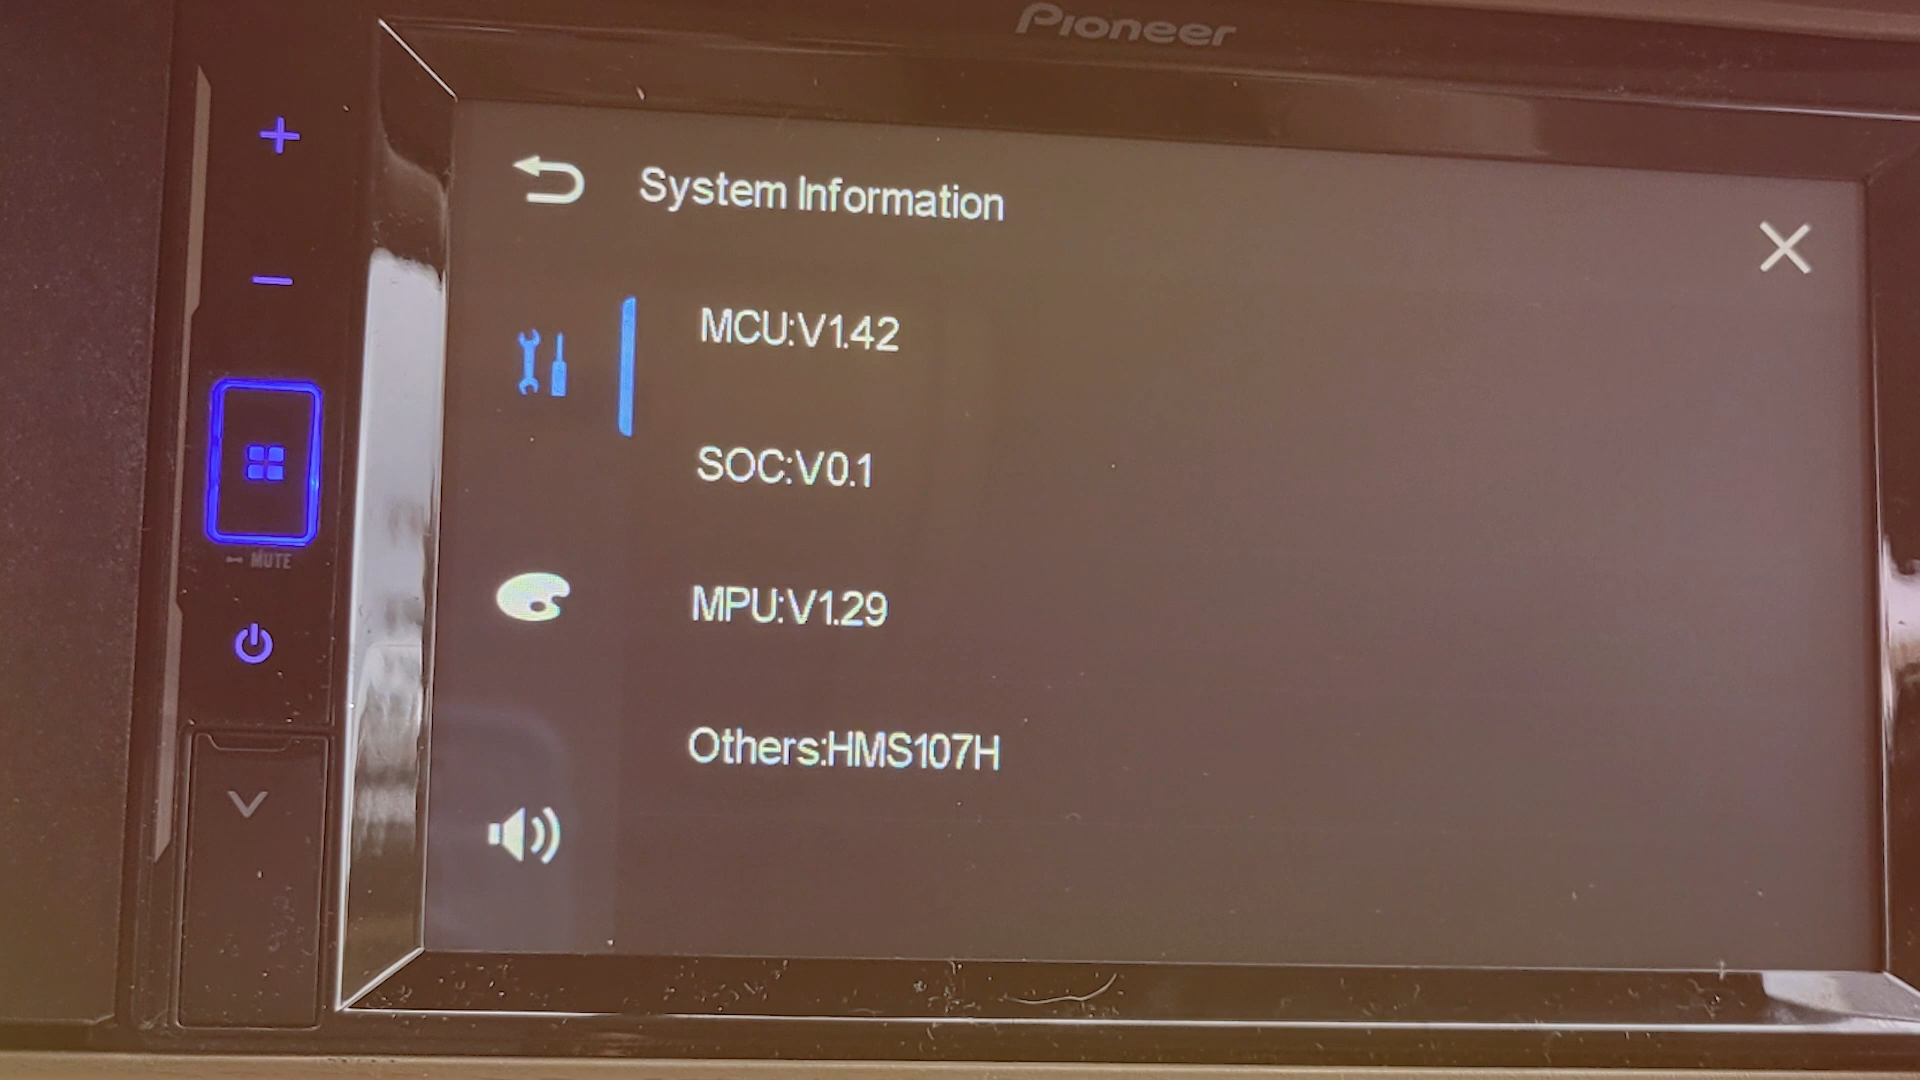 Pioneer
System Information
MCU:V1.42
SOC:V0.1
MPU:V1.29
Others:HMS107H
MUTE